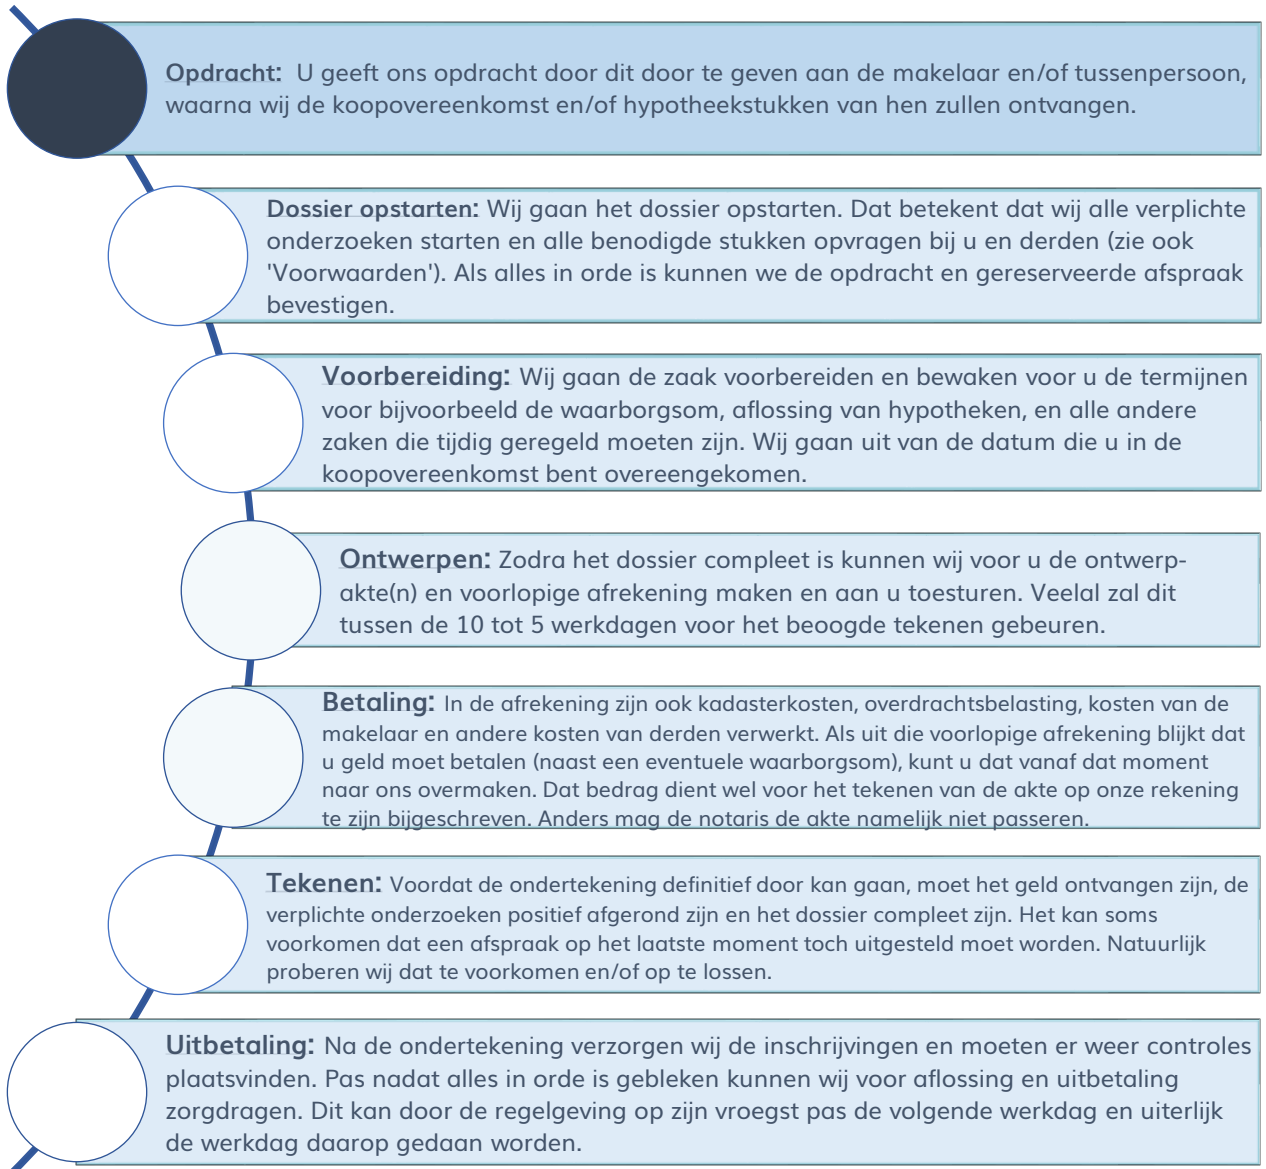 Opdracht: U geeft ons opdracht door dit door te geven aan de makelaar en/of tussenpersoon,
waarna wij de koopovereenkomst en/of hypotheekstukken van hen zullen ontvangen.
Dossier opstarten: Wij gaan het dossier opstarten. Dat betekent dat wij alle verplichte
onderzoeken starten en alle benodigde stukken opvragen bij u en derden (zie ook
'Voorwaarden'). Als alles in orde is kunnen we de opdracht en gereserveerde afspraak
bevestigen.
Voorbereiding: Wij gaan de zaak voorbereiden en bewaken voor u de termijnen
voor bijvoorbeeld de waarborgsom, aflossing van hypotheken, en alle andere
zaken die tijdig geregeld moeten zijn. Wij gaan uit van de datum die u in de
koopovereenkomst bent overeengekomen.
Ontwerpen: Zodra het dossier compleet is kunnen wij voor u de ontwerp-
akte(n) en voorlopige afrekening maken en aan u toesturen. Veelal zal dit
tussen de 10 tot 5 werkdagen voor het beoogde tekenen gebeuren.
Betaling: In de afrekening zijn ook kadasterkosten, overdrachtsbelasting, kosten van de
makelaar en andere kosten van derden verwerkt. Als uit die voorlopige afrekening blijkt dat
u geld moet betalen (naast een eventuele waarborgsom), kunt u dat vanaf dat moment
naar ons overmaken. Dat bedrag dient wel voor het tekenen van de akte op onze rekening
te zijn bijgeschreven. Anders mag de notaris de akte namelijk niet passeren.
Tekenen: Voordat de ondertekening definitief door kan gaan, moet het geld ontvangen zijn, de
verplichte onderzoeken positief afgerond zijn en het dossier compleet zijn. Het kan soms
voorkomen dat een afspraak op het laatste moment toch uitgesteld moet worden. Natuurlijk
proberen wij dat te voorkomen en/of op te lossen.
Uitbetaling: Na de ondertekening verzorgen wij de inschrijvingen en moeten er weer controles
plaatsvinden. Pas nadat alles in orde is gebleken kunnen wij voor aflossing en uitbetaling
zorgdragen. Dit kan door de regelgeving op zijn vroegst pas de volgende werkdag en uiterlijk
de werkdag daarop gedaan worden.